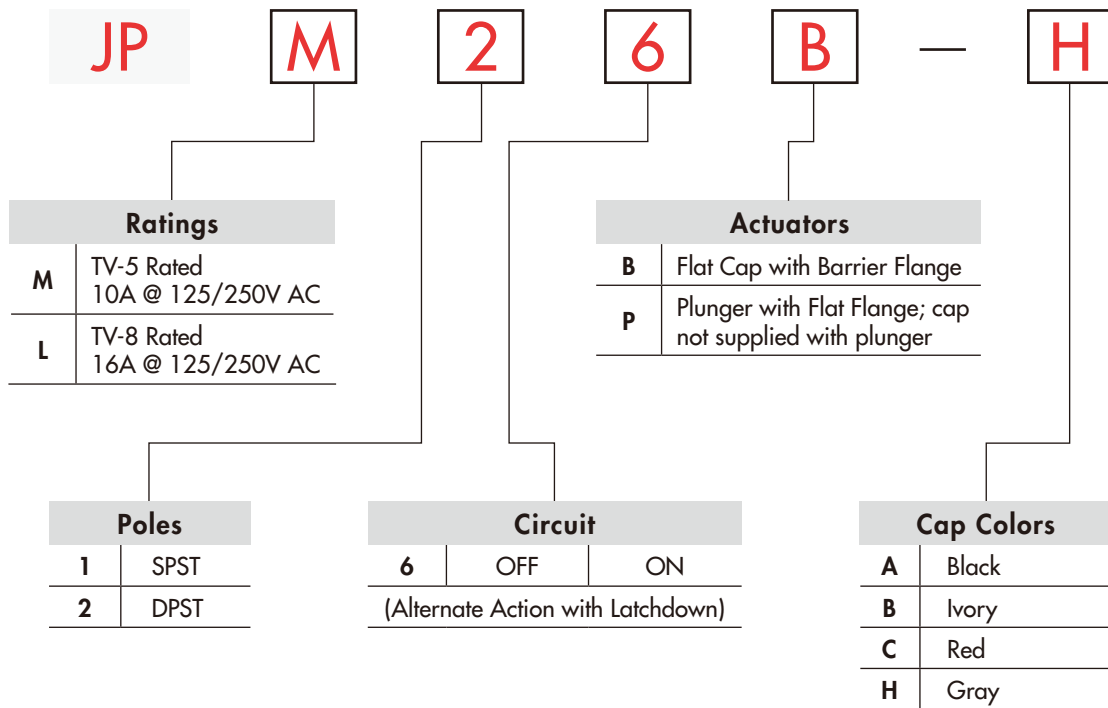 JP M 2 6 B — H
Ratings
M TV-5 Rated
10A @ 125/250V AC
L TV-8 Rated
16A @ 125/250V AC
Actuators
B Flat Cap with Barrier Flange
P Plunger with Flat Flange; cap
not supplied with plunger
Poles
1 SPST
2 DPST
Circuit
6 OFF ON
(Alternate Action with Latchdown)
Cap Colors
A Black
B Ivory
C Red
H Gray